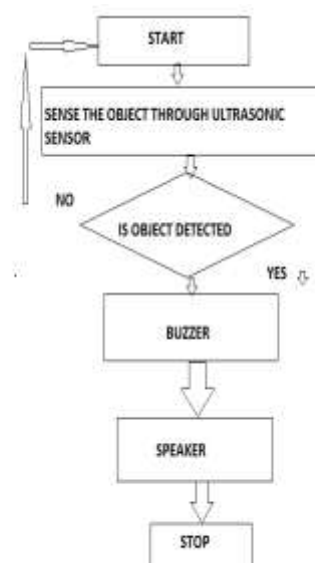 START
SENSE THE OBJECT THROUGH ULTRASONIC
SENSOR
NO
IS OBJECT DETECTED
YES
BUZZER
SPEAKER
STOP